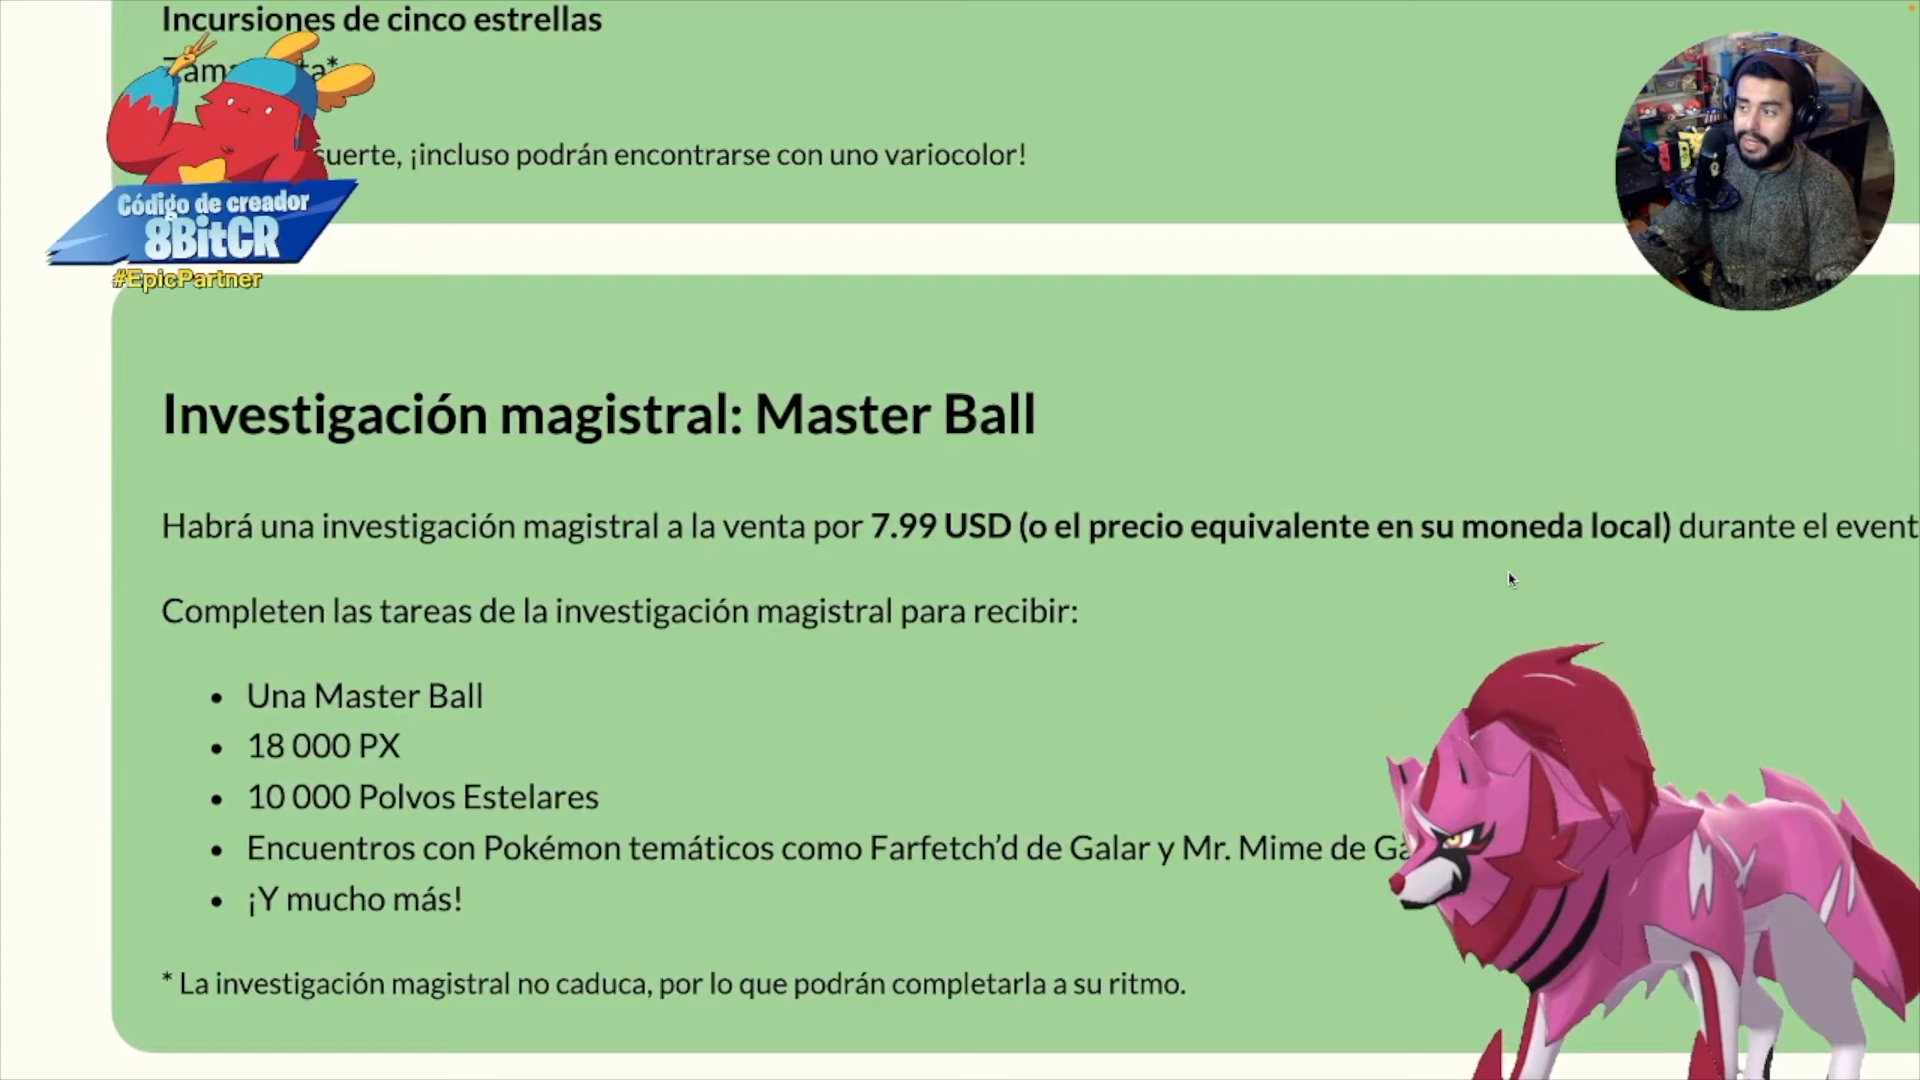 Incursiones de cinco estrellas
suerte, ¡incluso podrán encontrarse con uno variocolor!
Código de creador
8BitCR
#EpicPartner
Investigación magistral: Master Ball
Habrá una investigación magistral a la venta por 7.99 USD (o el precio equivalente en su moneda local) durante el event
Completen las tareas de la investigación magistral para recibir:
• Una Master Ball
• 18 000 PX
• 10 000 Polvos Estelares
• Encuentros con Pokémon temáticos como Farfetch’d de Galar y Mr. Mime de Ga
• ¡Y mucho más!
* La investigación magistral no caduca, por lo que podrán completarla a su ritmo.